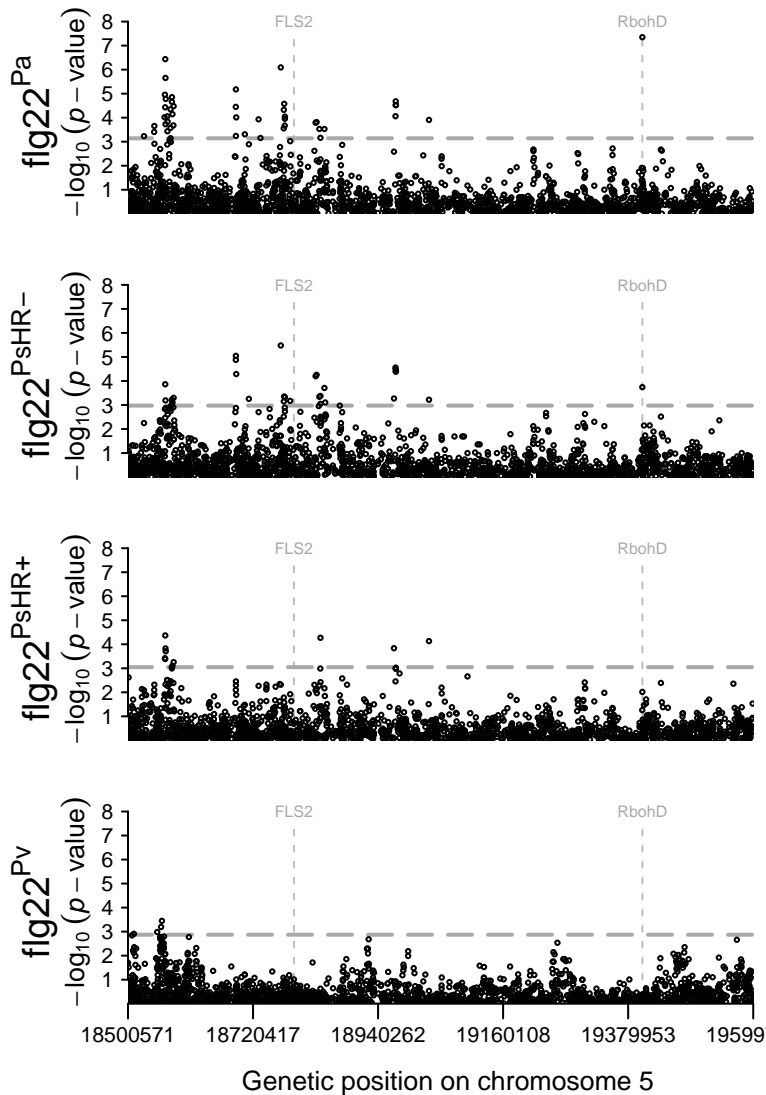 8
7
6
5
4
3
2
1
flg22^Pa
−log₁₀ (p − value)
FLS2
RbohD
8
7
6
5
4
3
2
1
flg22^PsHR−
−log₁₀ (p − value)
FLS2
RbohD
8
7
6
5
4
3
2
1
flg22^PsHR+
−log₁₀ (p − value)
FLS2
RbohD
8
7
6
5
4
3
2
1
flg22^Pv
−log₁₀ (p − value)
FLS2
RbohD
18500571 18720417 18940262 19160108 19379953 19599
Genetic position on chromosome 5